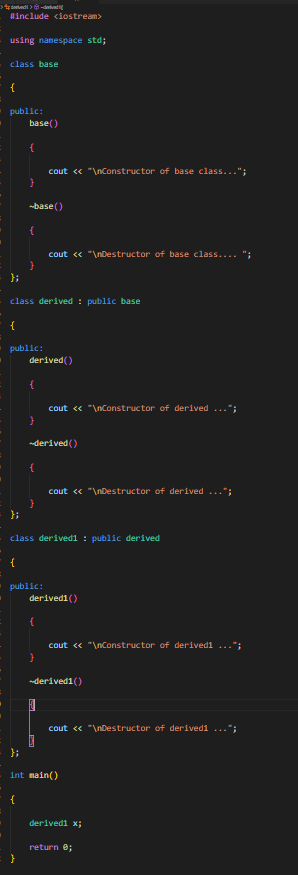 derived1 > ~derived1()
#include <iostream>
using namespace std;
class base
{
public:
base()
{
cout << "\nConstructor of base class...";
}
~base()
{
cout << "\nDestructor of base class.... ";
}
};
class derived : public base
{
public:
derived()
{
cout << "\nConstructor of derived ...";
}
~derived()
{
cout << "\nDestructor of derived ...";
}
};
class derived1 : public derived
{
public:
derived1()
{
cout << "\nConstructor of derived1 ...";
}
~derived1()
{
cout << "\nDestructor of derived1 ...";
}
};
int main()
{
derived1 x;
return 0;
}